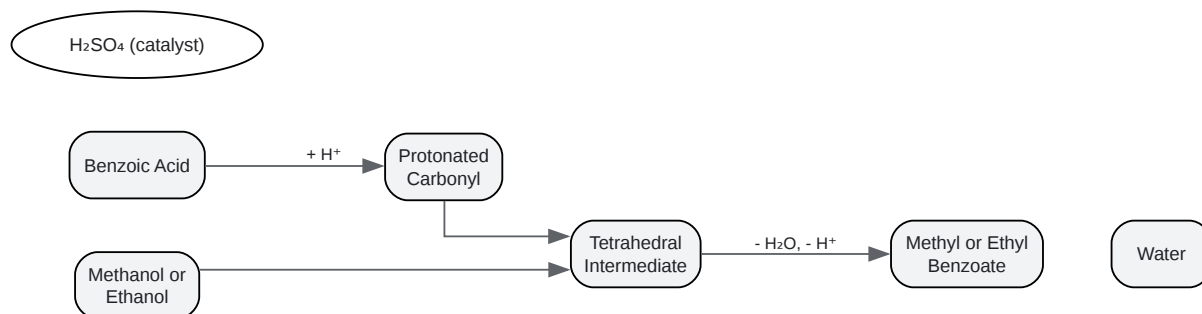 H₂SO₄ (catalyst)
Benzoic Acid
+ H⁺
Protonated
Carbonyl
Methanol or
Ethanol
Tetrahedral
Intermediate
- H₂O, - H⁺
Methyl or Ethyl
Benzoate
Water